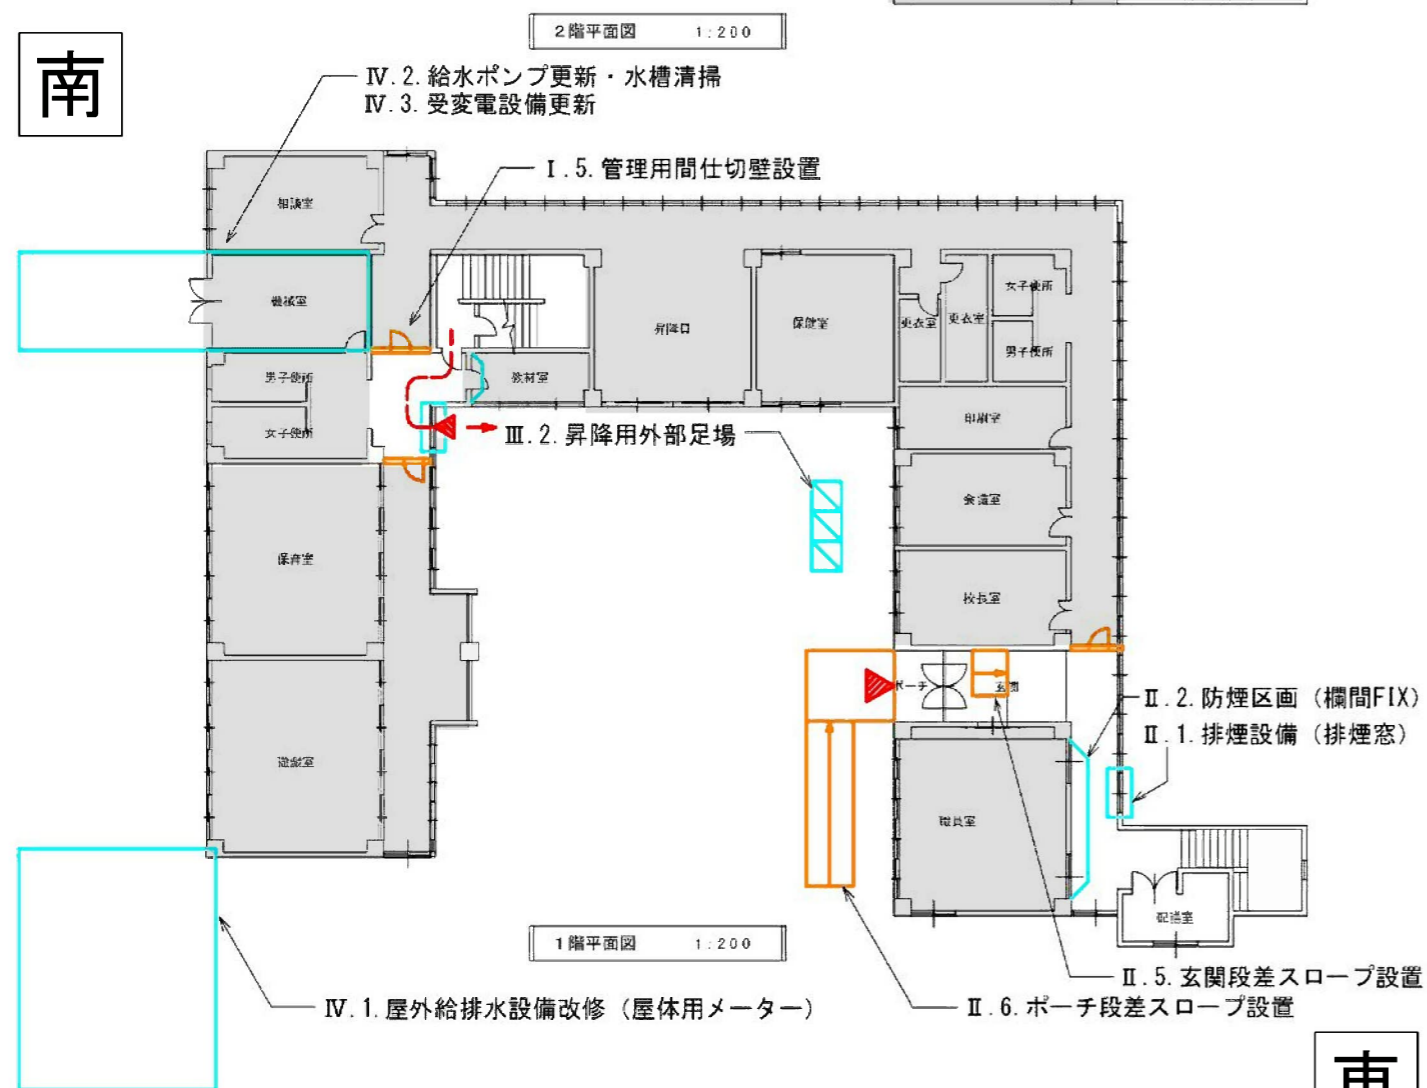 2階平面図 1:200
南
Ⅳ.2.給水ポンプ更新・水槽清掃
Ⅳ.3.受変電設備更新
Ⅰ.5.管理用間仕切壁設置
相談室
機械室
昇降口
保健室
更衣室
更衣室
女子便所
男子便所
男子便所
教材室
女子便所
印刷室
Ⅲ.2.昇降用外部足場
会議室
保育室
校長室
ポーチ
玄関
Ⅱ.2.防煙区画（欄間FIX）
Ⅱ.1.排煙設備（排煙窓）
遊戯室
職員室
配膳室
1階平面図 1:200
Ⅱ.5.玄関段差スロープ設置
Ⅳ.1.屋外給排水設備改修（屋体用メーター）
Ⅱ.6.ポーチ段差スロープ設置